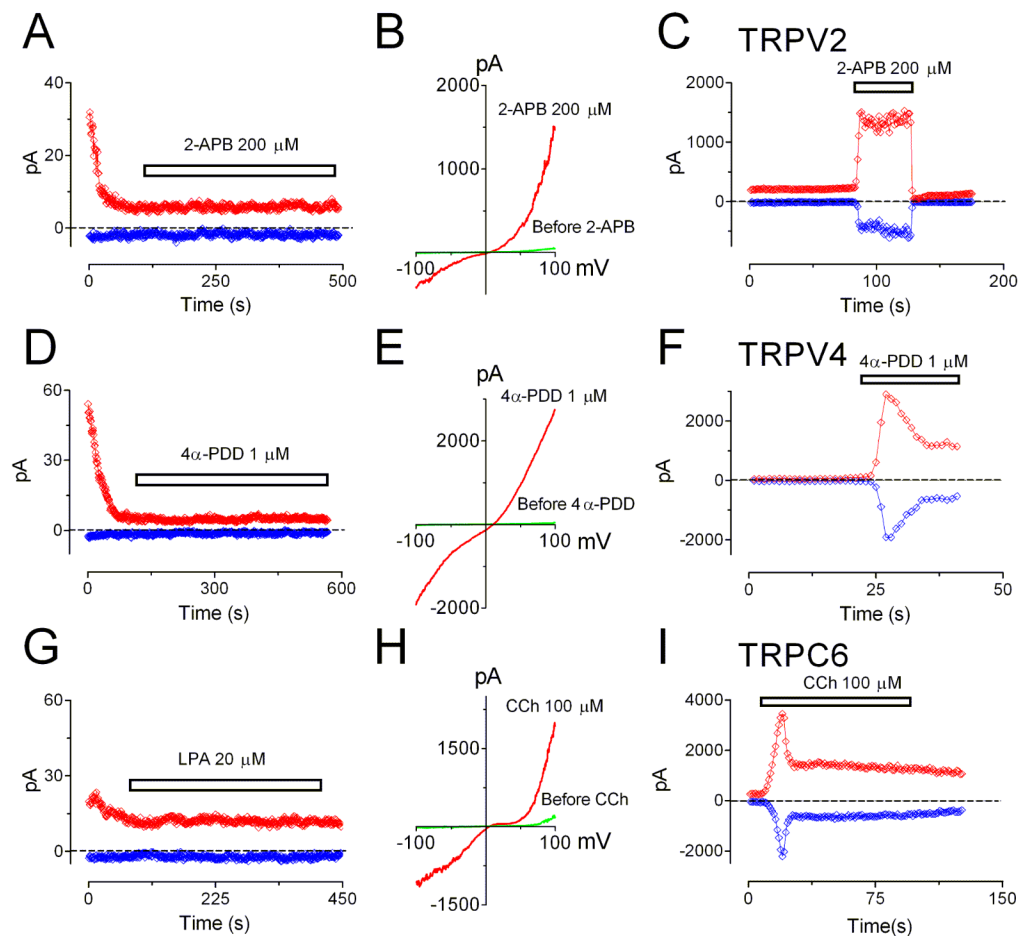 A
40
20
0
pA
2-APB 200 μM
0
250
500
Time (s)
B
pA
2000
1000
2-APB 200 μM
Before 2-APB
-100
100 mV
C
TRPV2
2-APB 200 μM
2000
1000
0
-1000
pA
0
100
200
Time (s)
D
60
30
0
pA
4α-PDD 1 μM
0
300
600
Time (s)
E
pA
4α-PDD 1 μM
2000
Before 4α-PDD
-100
100
mV
-2000
F
TRPV4
4α-PDD 1 μM
2000
0
-2000
pA
0
25
50
Time (s)
G
60
30
0
pA
LPA 20 μM
0
225
450
Time (s)
H
pA
CCh 100 μM
1500
Before CCh
-100
100
mV
-1500
I
TRPC6
CCh 100 μM
4000
2000
0
-2000
pA
0
75
150
Time(s)